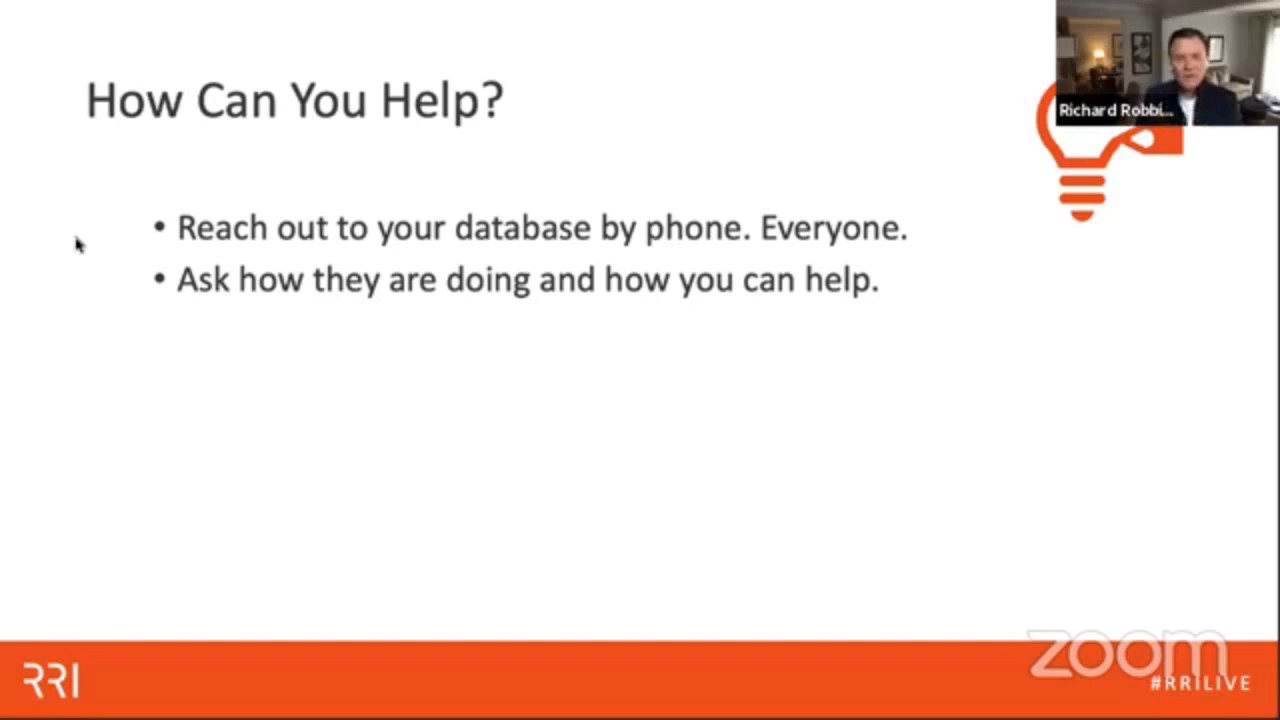 How Can You Help?
Richard Robbi...
• Reach out to your database by phone. Everyone.
• Ask how they are doing and how you can help.
zoom
RRI
#RRILIVE